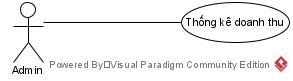 Thống kê doanh thu
Admin
Powered By Visual Paradigm Community Edition